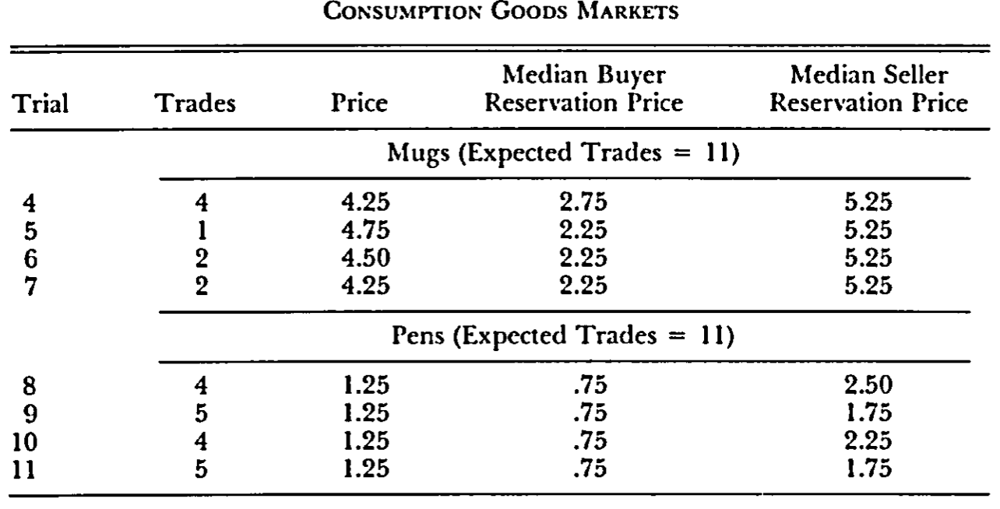 CONSUMPTION GOODS MARKETS
Trial Trades Price Median Buyer Reservation Price Median Seller Reservation Price
Mugs (Expected Trades = 11)
4 4 4.25 2.75 5.25
5 1 4.75 2.25 5.25
6 2 4.50 2.25 5.25
7 2 4.25 2.25 5.25
Pens (Expected Trades = 11)
8 4 1.25 .75 2.50
9 5 1.25 .75 1.75
10 4 1.25 .75 2.25
11 5 1.25 .75 1.75